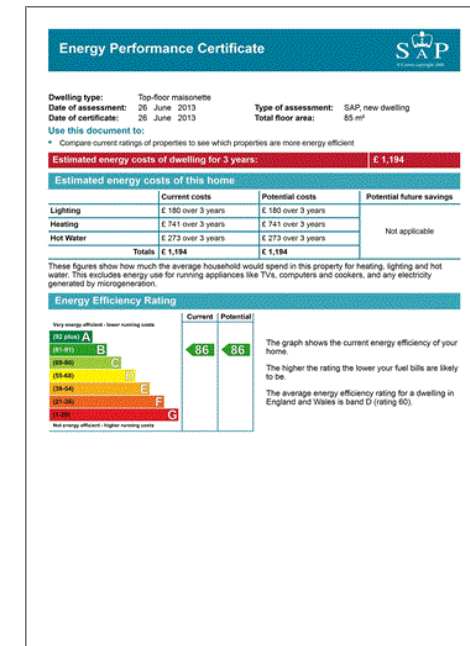 Energy Performance Certificate
SAP
© Crown copyright 2009
Dwelling type: Top-floor maisonette
Date of assessment: 26 June 2013 Type of assessment: SAP, new dwelling
Date of certificate: 26 June 2013 Total floor area: 85 m²
Use this document to:
• Compare current ratings of properties to see which properties are more energy efficient
Estimated energy costs of dwelling for 3 years: £ 1,194
Estimated energy costs of this home
Current costs Potential costs Potential future savings
Lighting £ 180 over 3 years £ 180 over 3 years
Heating £ 741 over 3 years £ 741 over 3 years
Not applicable
Hot Water £ 273 over 3 years £ 273 over 3 years
Totals £ 1,194 £ 1,194
These figures show how much the average household would spend in this property for heating, lighting and hot
water. This excludes energy use for running appliances like TVs, computers and cookers, and any electricity
generated by microgeneration.
Energy Efficiency Rating
Current Potential
Very energy efficient - lower running costs
(92 plus) A
(81-91) B 86 86
(69-80) C
(55-68) D
(39-54) E
(21-38) F
(1-20) G
Not energy efficient - higher running costs
The graph shows the current energy efficiency of your
home.
The higher the rating the lower your fuel bills are likely
to be.
The average energy efficiency rating for a dwelling in
England and Wales is band D (rating 60).